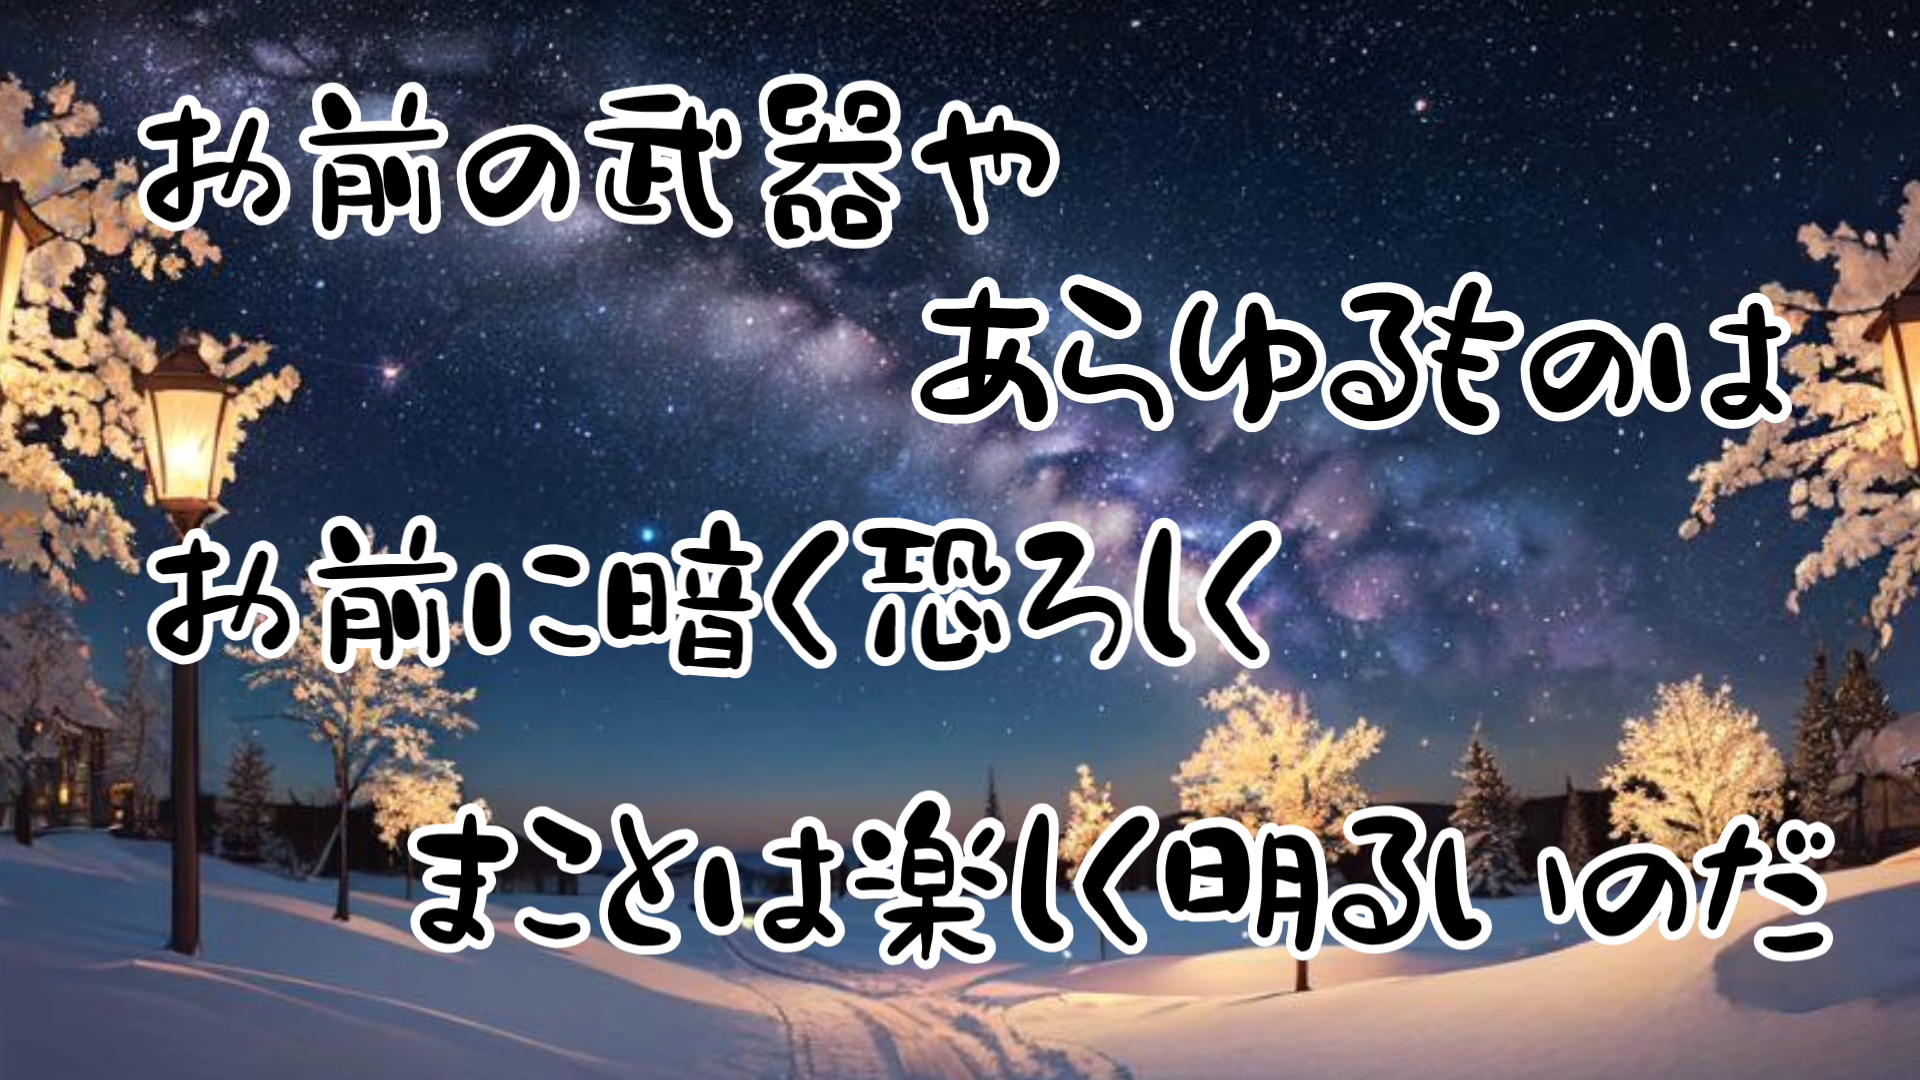 お前の武器や
あらゆるものは
お前に暗く恐ろしく
まことは楽しく明るいのだ